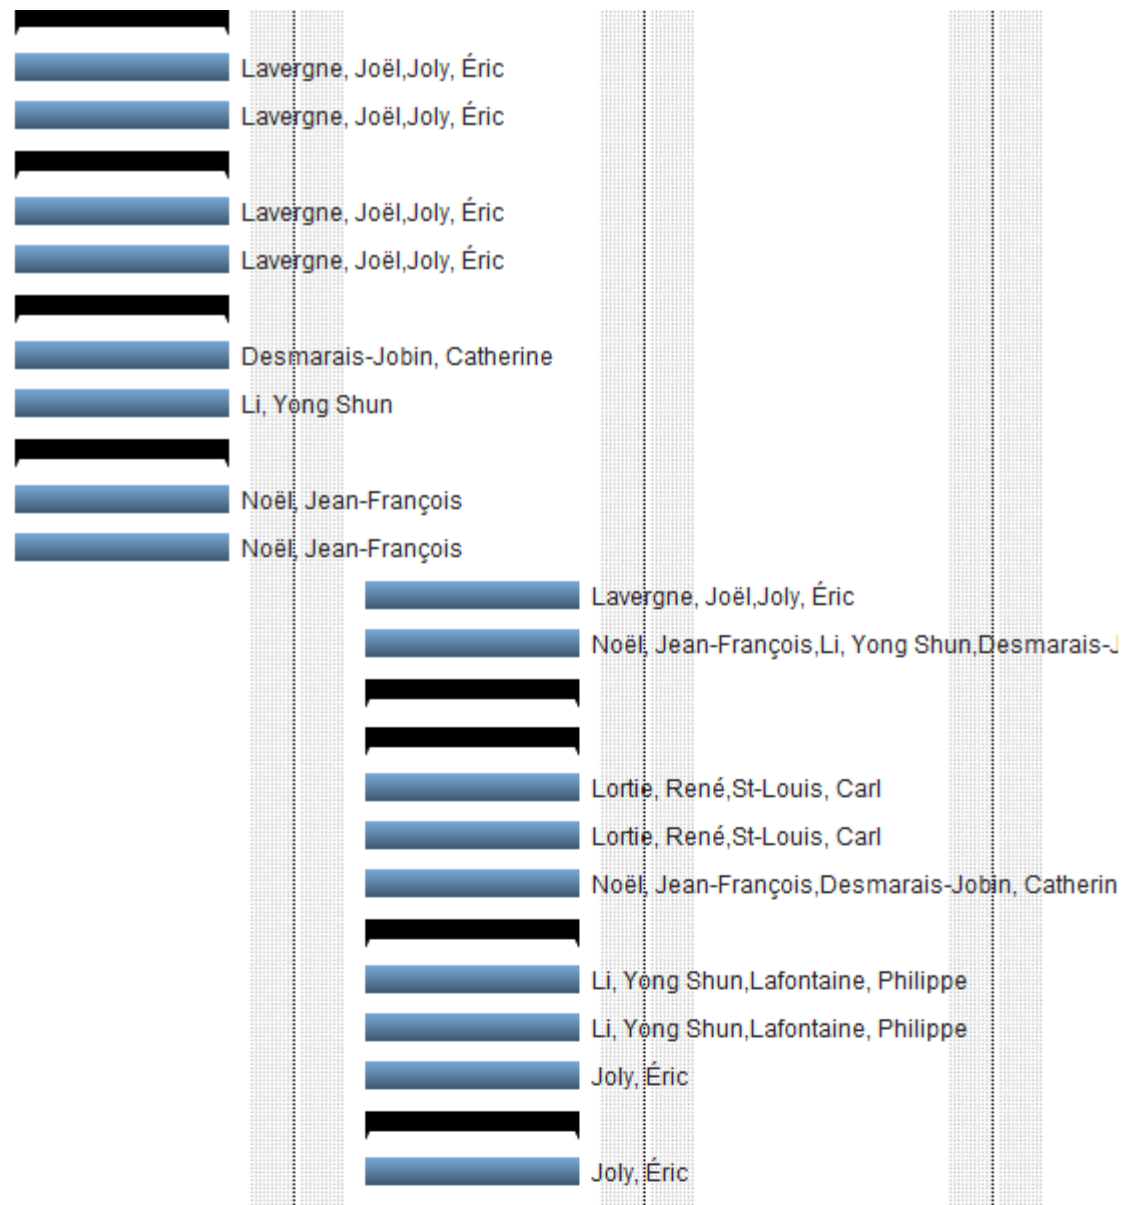 Lavergne, Joël,Joly, Éric
Lavergne, Joël,Joly, Éric
Lavergne, Joël,Joly, Éric
Lavergne, Joël,Joly, Éric
Desmarais-Jobin, Catherine
Li, Yong Shun
Noël, Jean-François
Noël, Jean-François
Lavergne, Joël,Joly, Éric
Noël, Jean-François,Li, Yong Shun,Desmarais-J
Lortie, René,St-Louis, Carl
Lortie, René,St-Louis, Carl
Noël, Jean-François,Desmarais-Jobin, Catherin
Li, Yong Shun,Lafontaine, Philippe
Li, Yong Shun,Lafontaine, Philippe
Joly, Éric
Joly, Éric